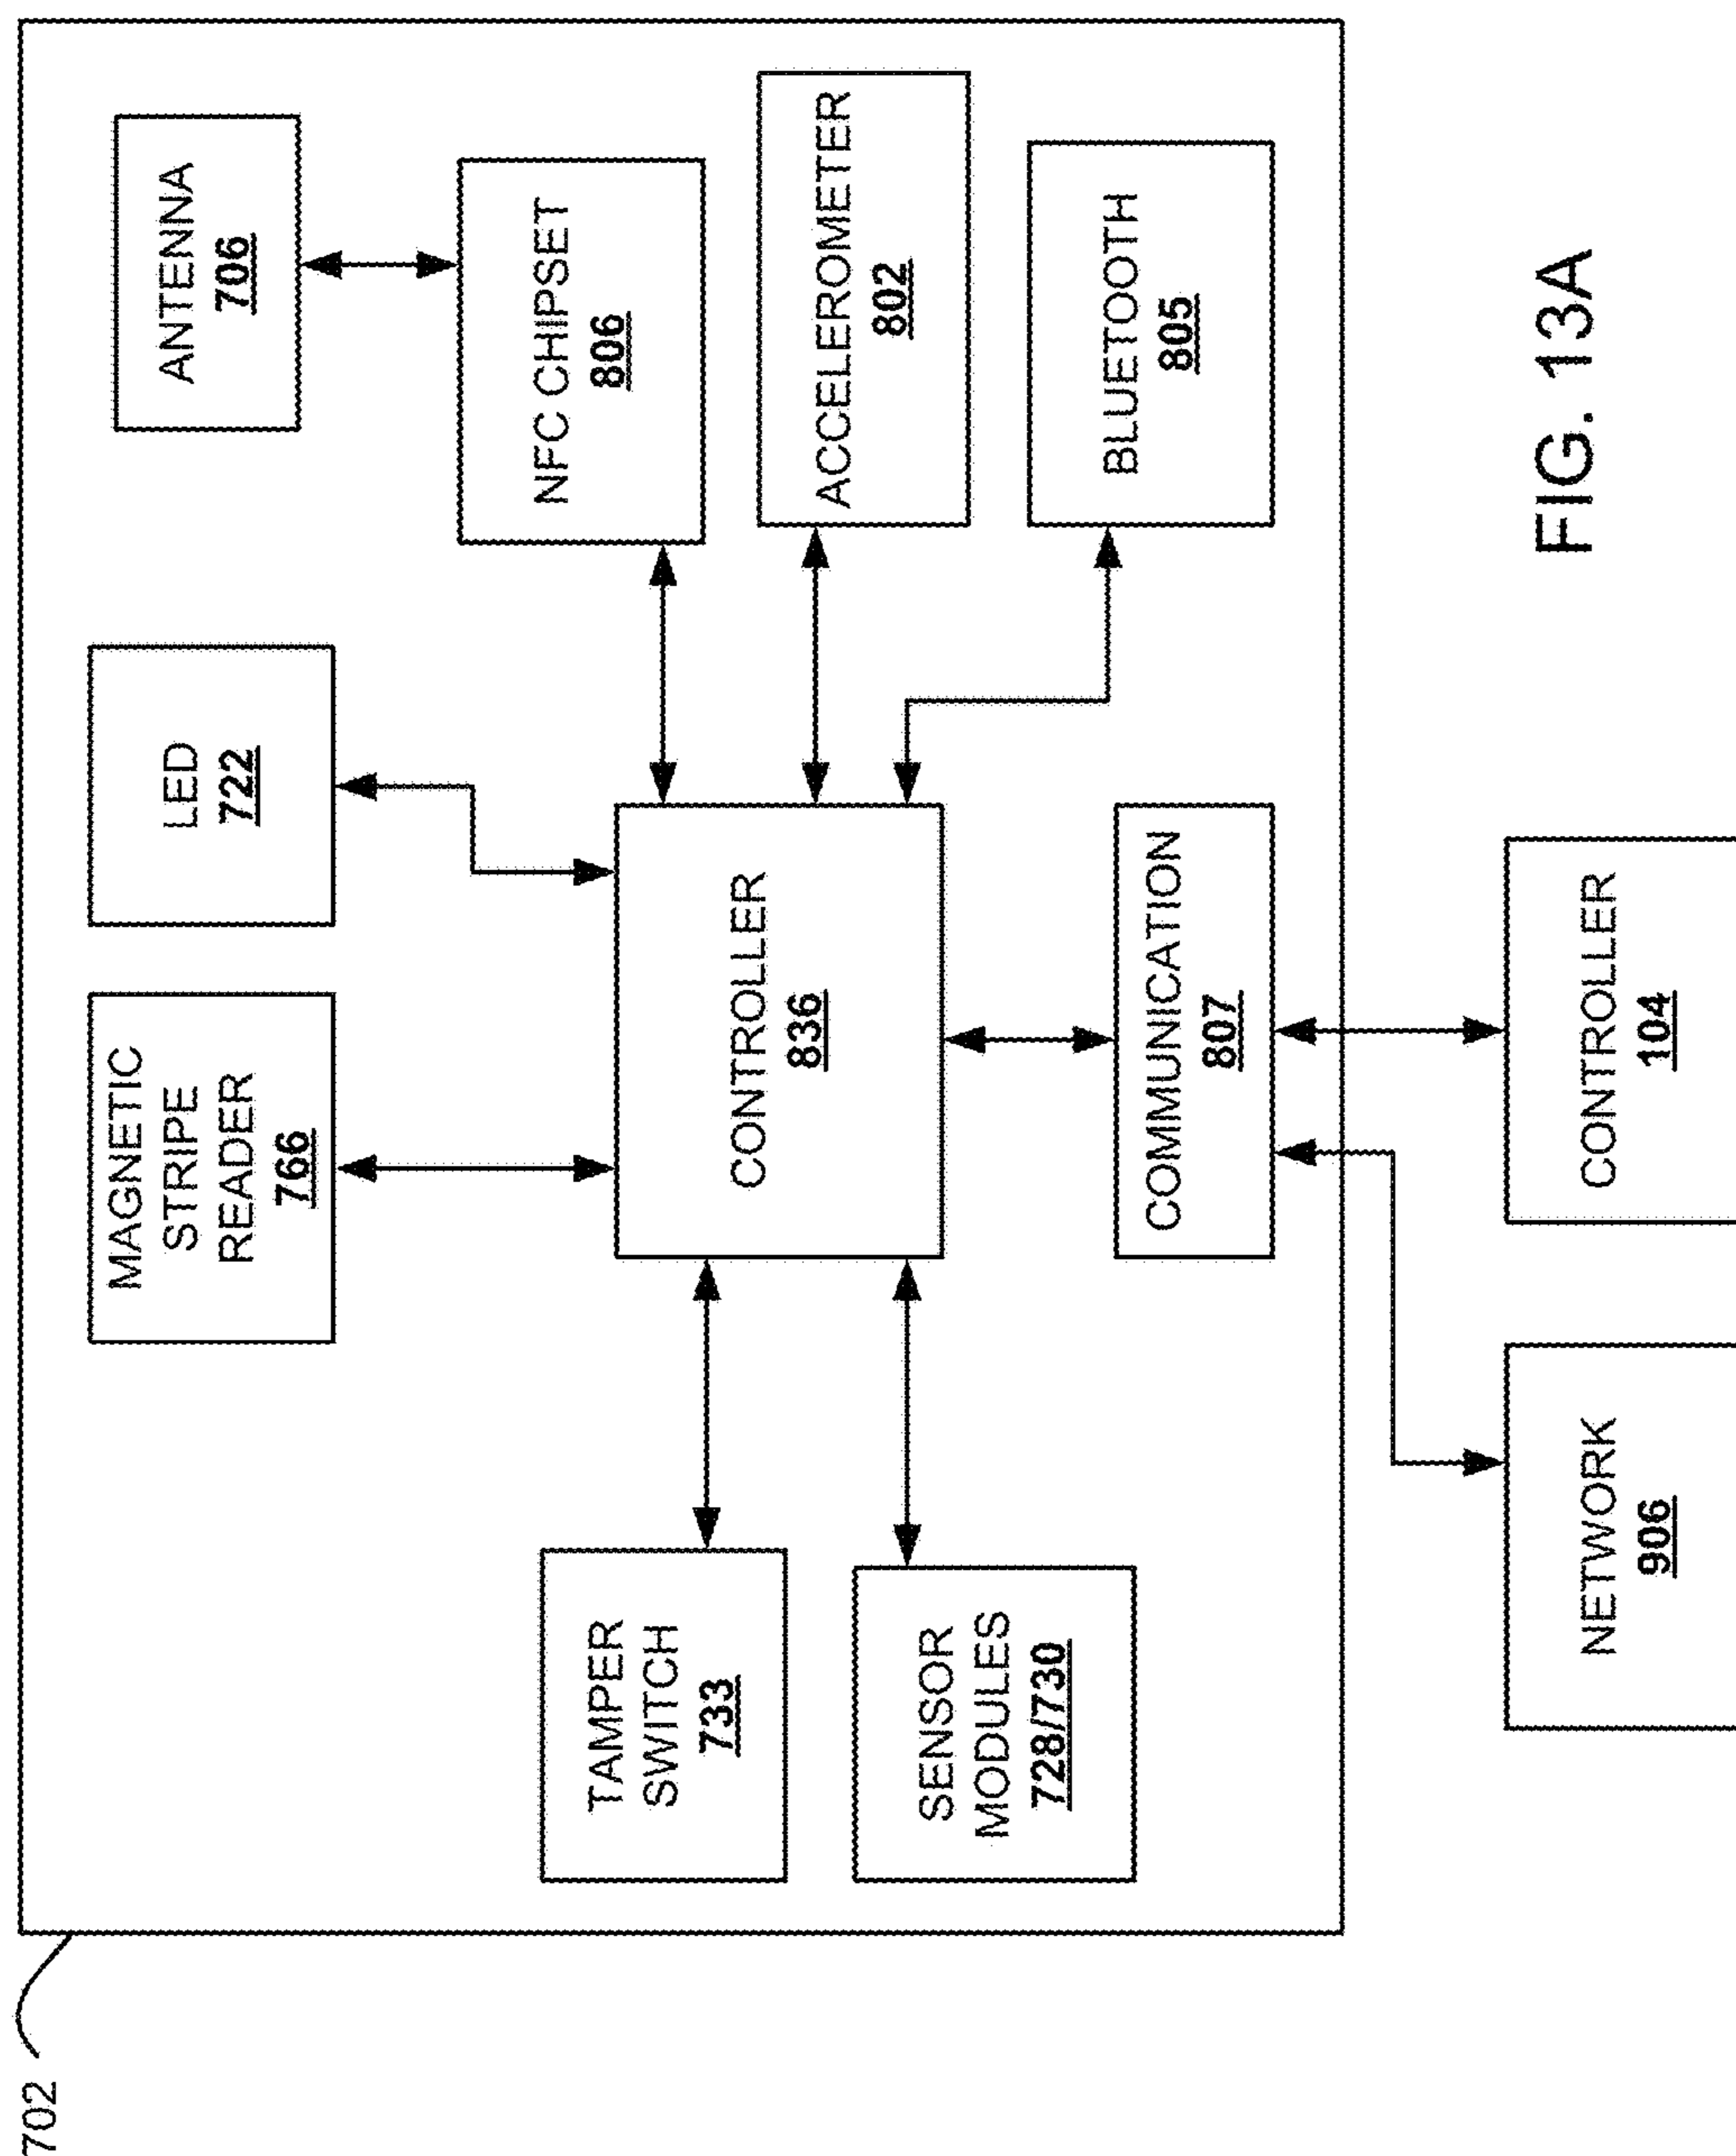 702
MAGNETIC
STRIPE
READER
766
LED
722
ANTENNA
706
TAMPER
SWITCH
733
CONTROLLER
836
NFC CHIPSET
806
SENSOR
MODULES
728/730
ACCELEROMETER
802
COMMUNICATION
807
BLUETOOTH
805
NETWORK
906
CONTROLLER
104
FIG. 13A